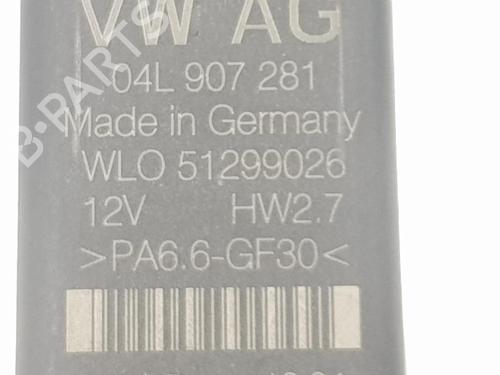 VW AG
04L 907 281
Made in Germany
WLO 51299026
12V HW2.7
>PA6.6-GF30<
B-PARTS